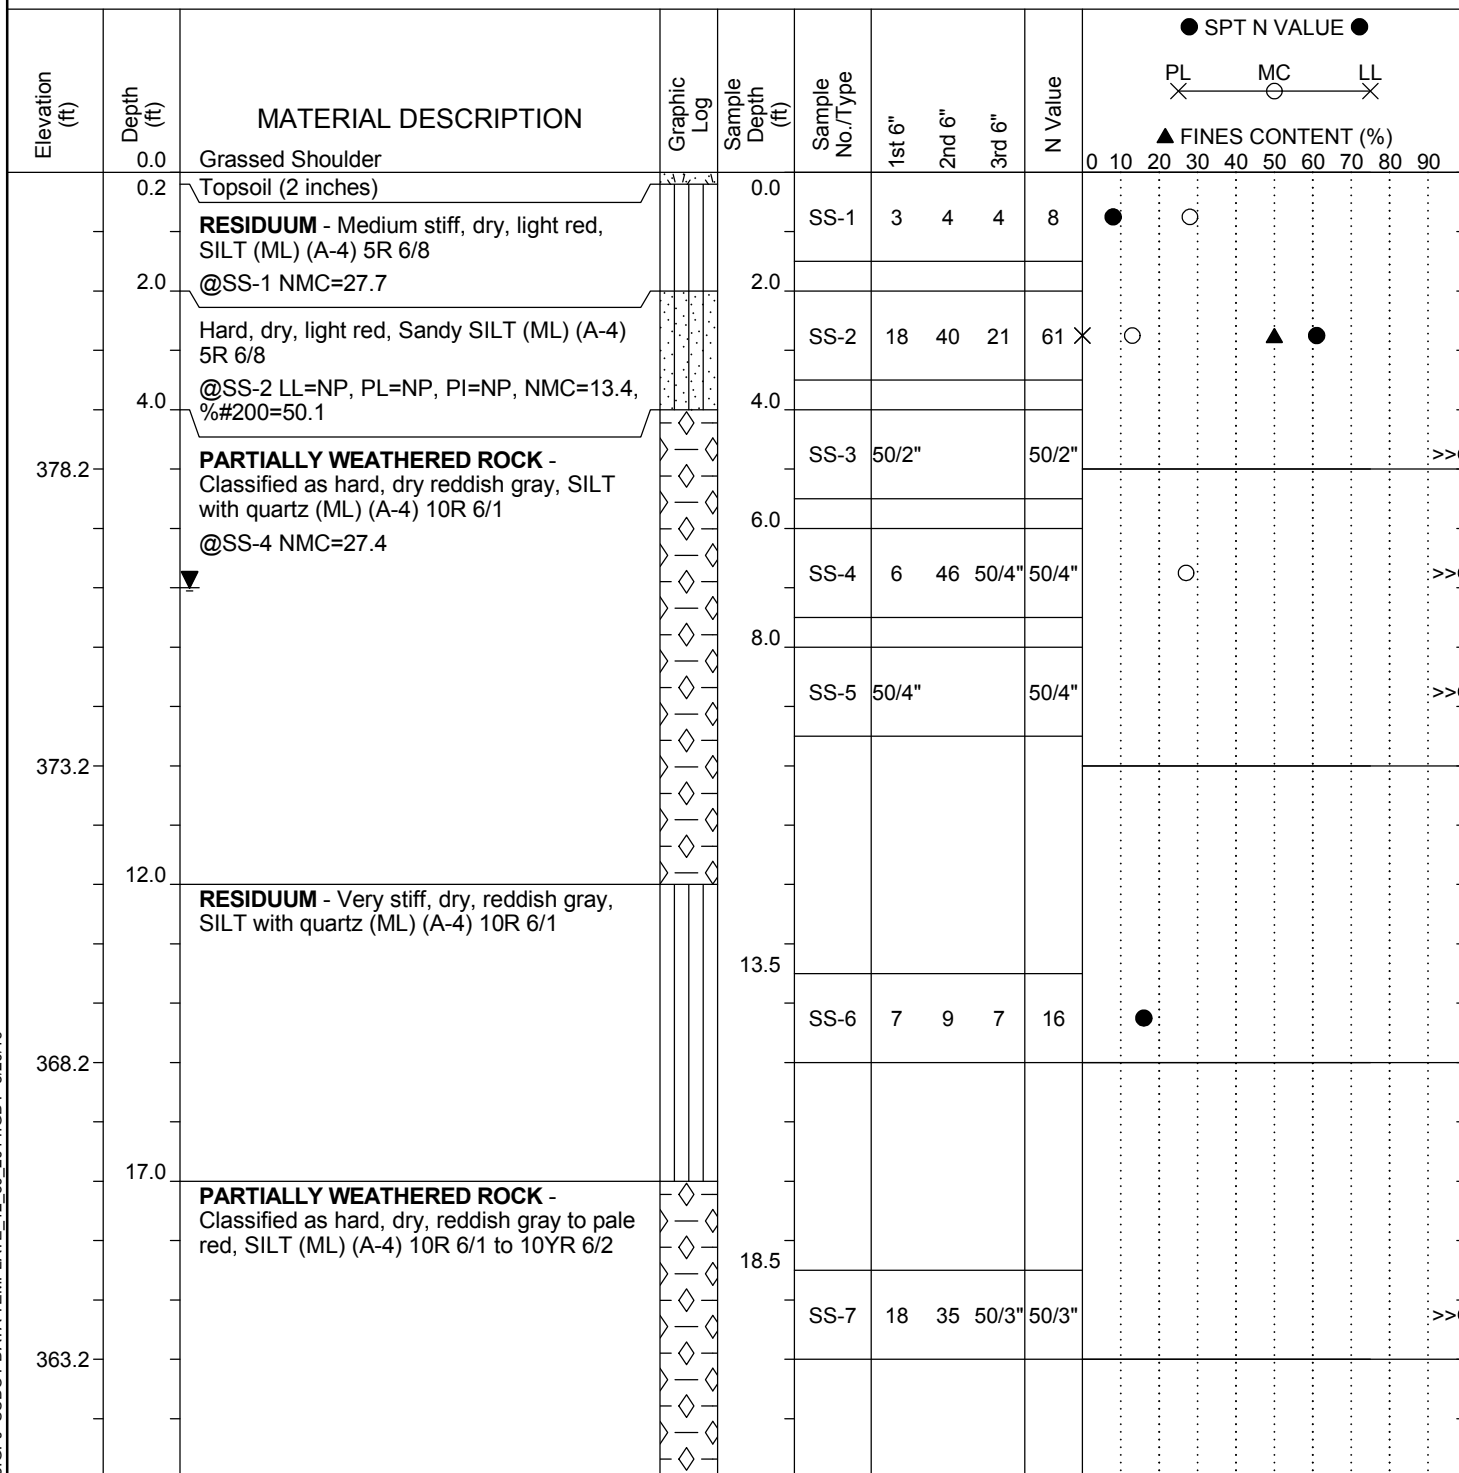 ● SPT N VALUE ●
PL MC LL
▲ FINES CONTENT (%)
0 10 20 30 40 50 60 70 80 90
Elevation (ft)
Depth (ft)
MATERIAL DESCRIPTION
Graphic Log
Sample Depth (ft)
Sample No./Type
1st 6"
2nd 6"
3rd 6"
N Value
0.0 Grassed Shoulder
0.2 Topsoil (2 inches) 0.0
RESIDUUM - Medium stiff, dry, light red,
SILT (ML) (A-4) 5R 6/8
SS-1 3 4 4 8
2.0 @SS-1 NMC=27.7 2.0
Hard, dry, light red, Sandy SILT (ML) (A-4)
5R 6/8
SS-2 18 40 21 61
@SS-2 LL=NP, PL=NP, PI=NP, NMC=13.4,
%#200=50.1
4.0 4.0
PARTIALLY WEATHERED ROCK -
Classified as hard, dry reddish gray, SILT
with quartz (ML) (A-4) 10R 6/1
SS-3 50/2" 50/2" >>
378.2
@SS-4 NMC=27.4
6.0
SS-4 6 46 50/4" 50/4" >>
8.0
SS-5 50/4" 50/4" >>
373.2
12.0
RESIDUUM - Very stiff, dry, reddish gray,
SILT with quartz (ML) (A-4) 10R 6/1
13.5
SS-6 7 9 7 16
368.2
17.0
PARTIALLY WEATHERED ROCK -
Classified as hard, dry, reddish gray to pale
red, SILT (ML) (A-4) 10R 6/1 to 10YR 6/2
18.5
SS-7 18 35 50/3" 50/3" >>
363.2